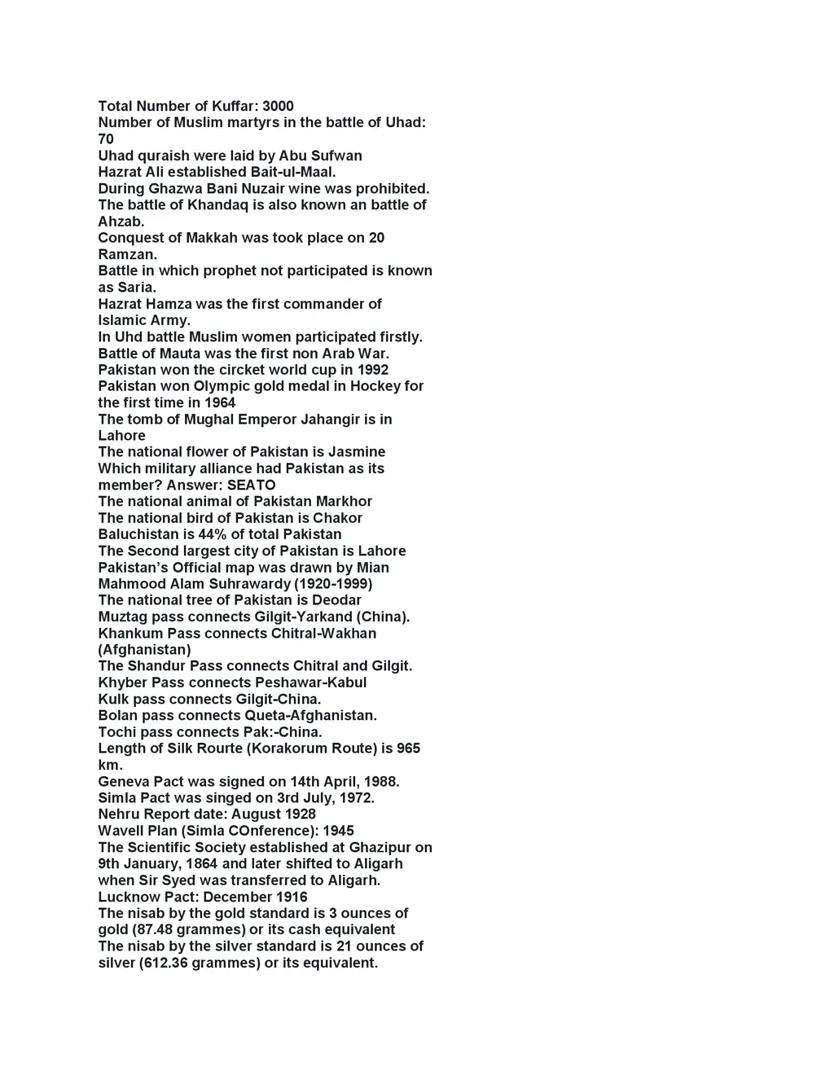 Total Number of Kuffar: 3000
Number of Muslim martyrs in the battle of Uhad:
70
Uhad quraish were laid by Abu Sufwan
Hazrat Ali established Bait-ul-Maal.
During Ghazwa Bani Nuzair wine was prohibited.
The battle of Khandaq is also known an battle of
Ahzab.
Conquest of Makkah was took place on 20
Ramzan.
Battle in which prophet not participated is known
as Saria.
Hazrat Hamza was the first commander of
Islamic Army.
In Uhd battle Muslim women participated firstly.
Battle of Mauta was the first non Arab War.
Pakistan won the circket world cup in 1992
Pakistan won Olympic gold medal in Hockey for
the first time in 1964
The tomb of Mughal Emperor Jahangir is in
Lahore
The national flower of Pakistan is Jasmine
Which military alliance had Pakistan as its
member? Answer: SEATO
The national animal of Pakistan Markhor
The national bird of Pakistan is Chakor
Baluchistan is 44% of total Pakistan
The Second largest city of Pakistan is Lahore
Pakistan’s Official map was drawn by Mian
Mahmood Alam Suhrawardy (1920-1999)
The national tree of Pakistan is Deodar
Muztag pass connects Gilgit-Yarkand (China).
Khankum Pass connects Chitral-Wakhan
(Afghanistan)
The Shandur Pass connects Chitral and Gilgit.
Khyber Pass connects Peshawar-Kabul
Kulk pass connects Gilgit-China.
Bolan pass connects Queta-Afghanistan.
Tochi pass connects Pak:-China.
Length of Silk Rourte (Korakorum Route) is 965
km.
Geneva Pact was signed on 14th April, 1988.
Simla Pact was singed on 3rd July, 1972.
Nehru Report date: August 1928
Wavell Plan (Simla COnference): 1945
The Scientific Society established at Ghazipur on
9th January, 1864 and later shifted to Aligarh
when Sir Syed was transferred to Aligarh.
Lucknow Pact: December 1916
The nisab by the gold standard is 3 ounces of
gold (87.48 grammes) or its cash equivalent
The nisab by the silver standard is 21 ounces of
silver (612.36 grammes) or its equivalent.